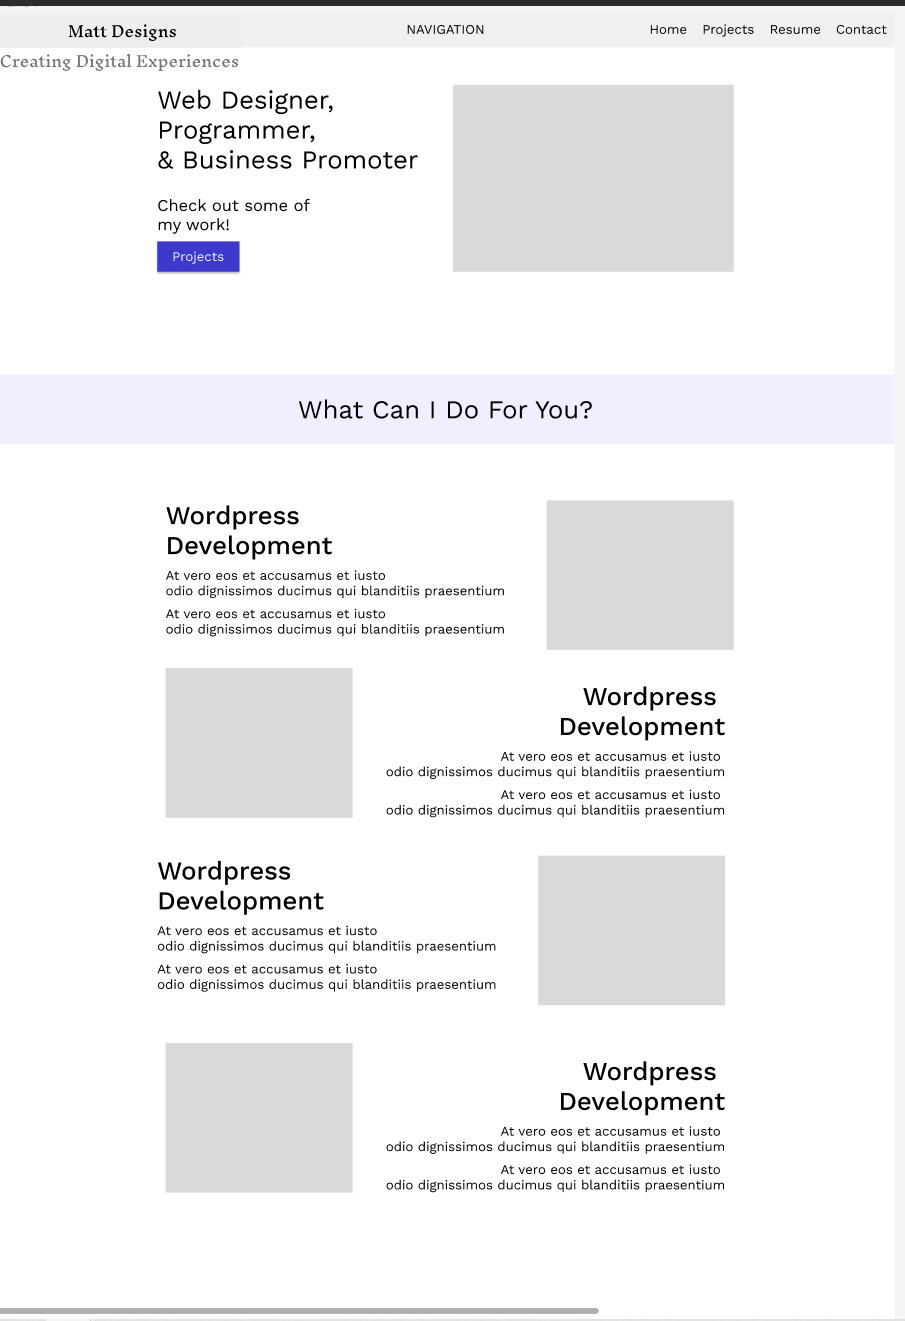 Matt Designs
NAVIGATION
Home Projects Resume Contact
Creating Digital Experiences
Web Designer,
Programmer,
& Business Promoter
Check out some of
my work!
Projects
What Can I Do For You?
Wordpress
Development
At vero eos et accusamus et iusto
odio dignissimos ducimus qui blanditiis praesentium
At vero eos et accusamus et iusto
odio dignissimos ducimus qui blanditiis praesentium
Wordpress
Development
At vero eos et accusamus et iusto
odio dignissimos ducimus qui blanditiis praesentium
At vero eos et accusamus et iusto
odio dignissimos ducimus qui blanditiis praesentium
Wordpress
Development
At vero eos et accusamus et iusto
odio dignissimos ducimus qui blanditiis praesentium
At vero eos et accusamus et iusto
odio dignissimos ducimus qui blanditiis praesentium
Wordpress
Development
At vero eos et accusamus et iusto
odio dignissimos ducimus qui blanditiis praesentium
At vero eos et accusamus et iusto
odio dignissimos ducimus qui blanditiis praesentium